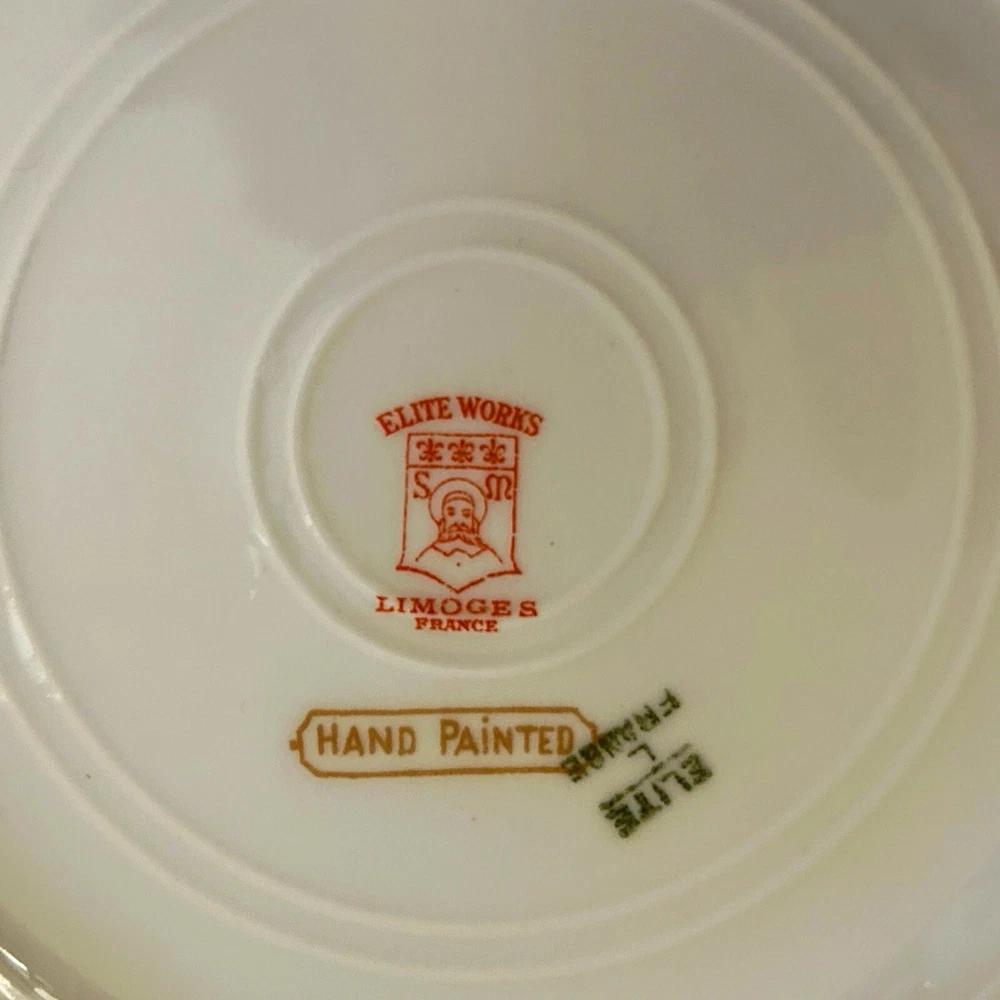 ELITE WORKS
S M
LIMOGES
FRANCE
HAND PAINTED
ELITE
L
FRANCE